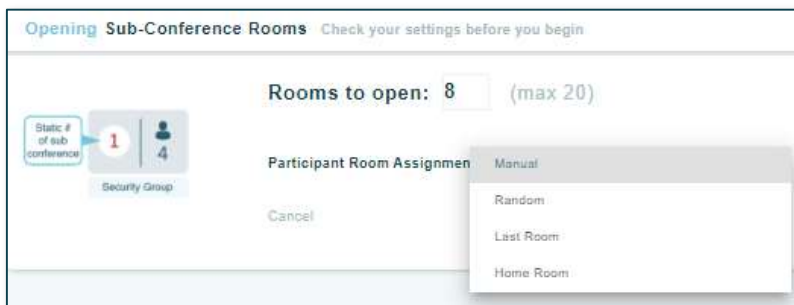 Opening Sub-Conference Rooms Check your settings before you begin
Rooms to open: 8 (max 20)
Static #
of sub
conference
1
4
Security Group
Participant Room Assignmen
Manual
Random
Last Room
Home Room
Cancel